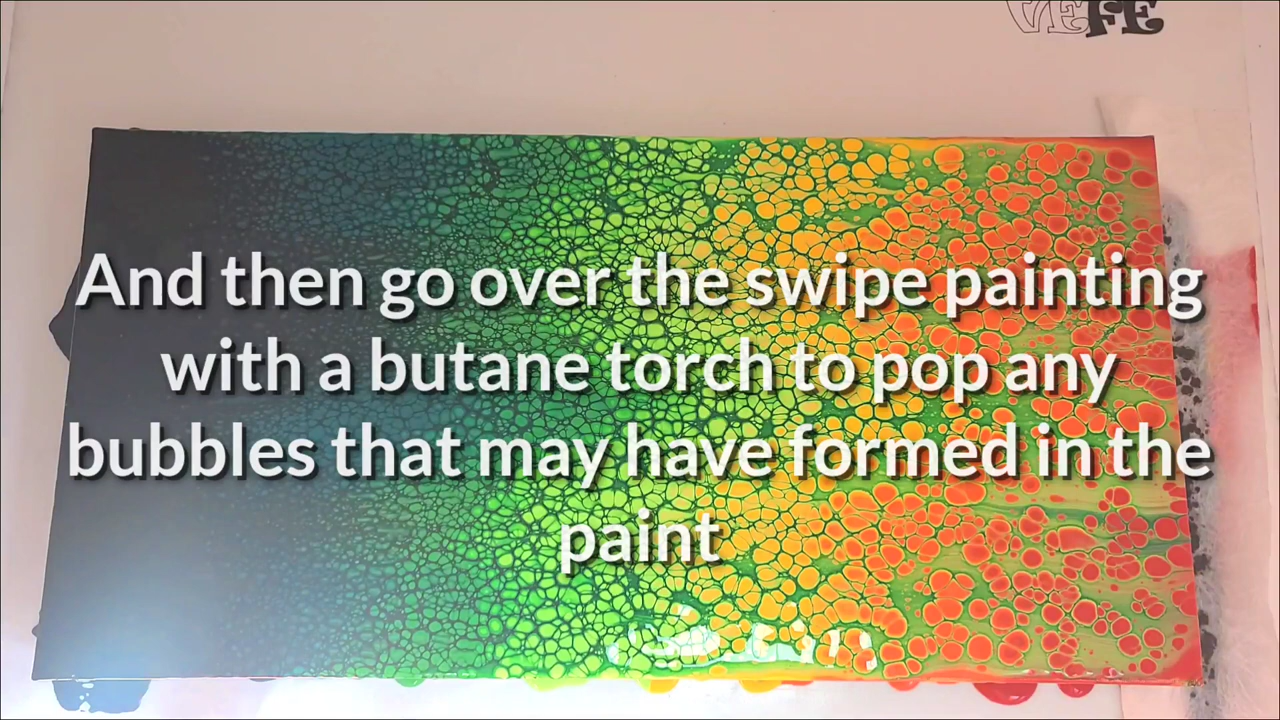 VEFE
And then go over the swipe painting
with a butane torch to pop any
bubbles that may have formed in the
paint